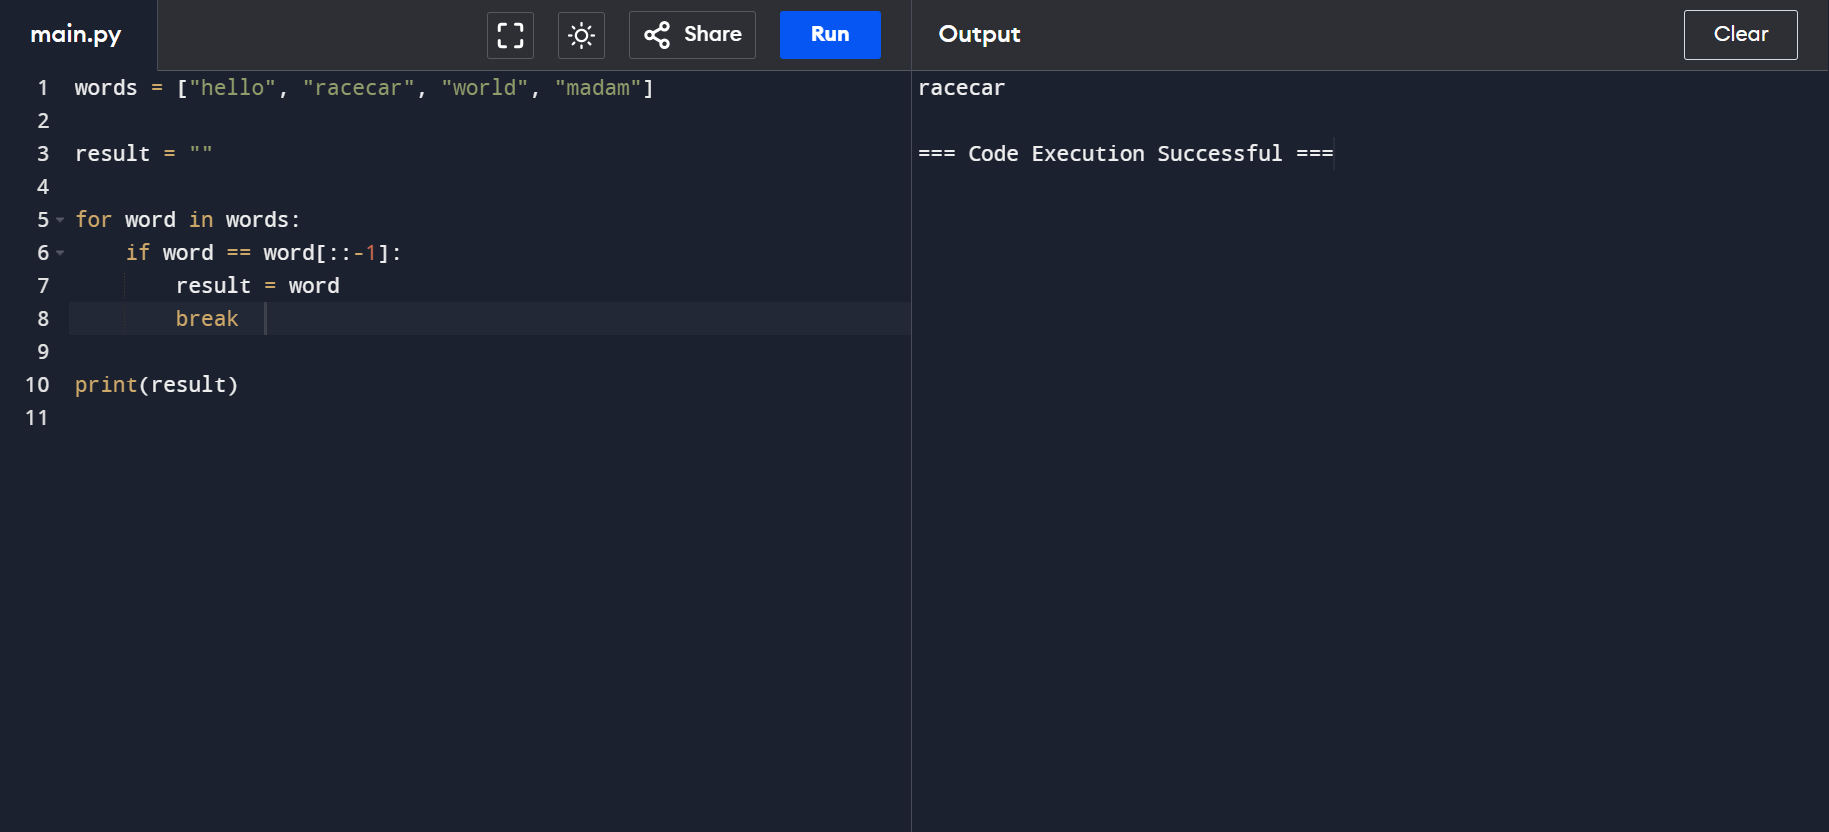 main.py
Share
Run
Output
Clear
1 words = ["hello", "racecar", "world", "madam"]
2
3 result = ""
4
5 for word in words:
6     if word == word[::-1]:
7         result = word
8         break
9
10 print(result)
11
racecar
=== Code Execution Successful ===